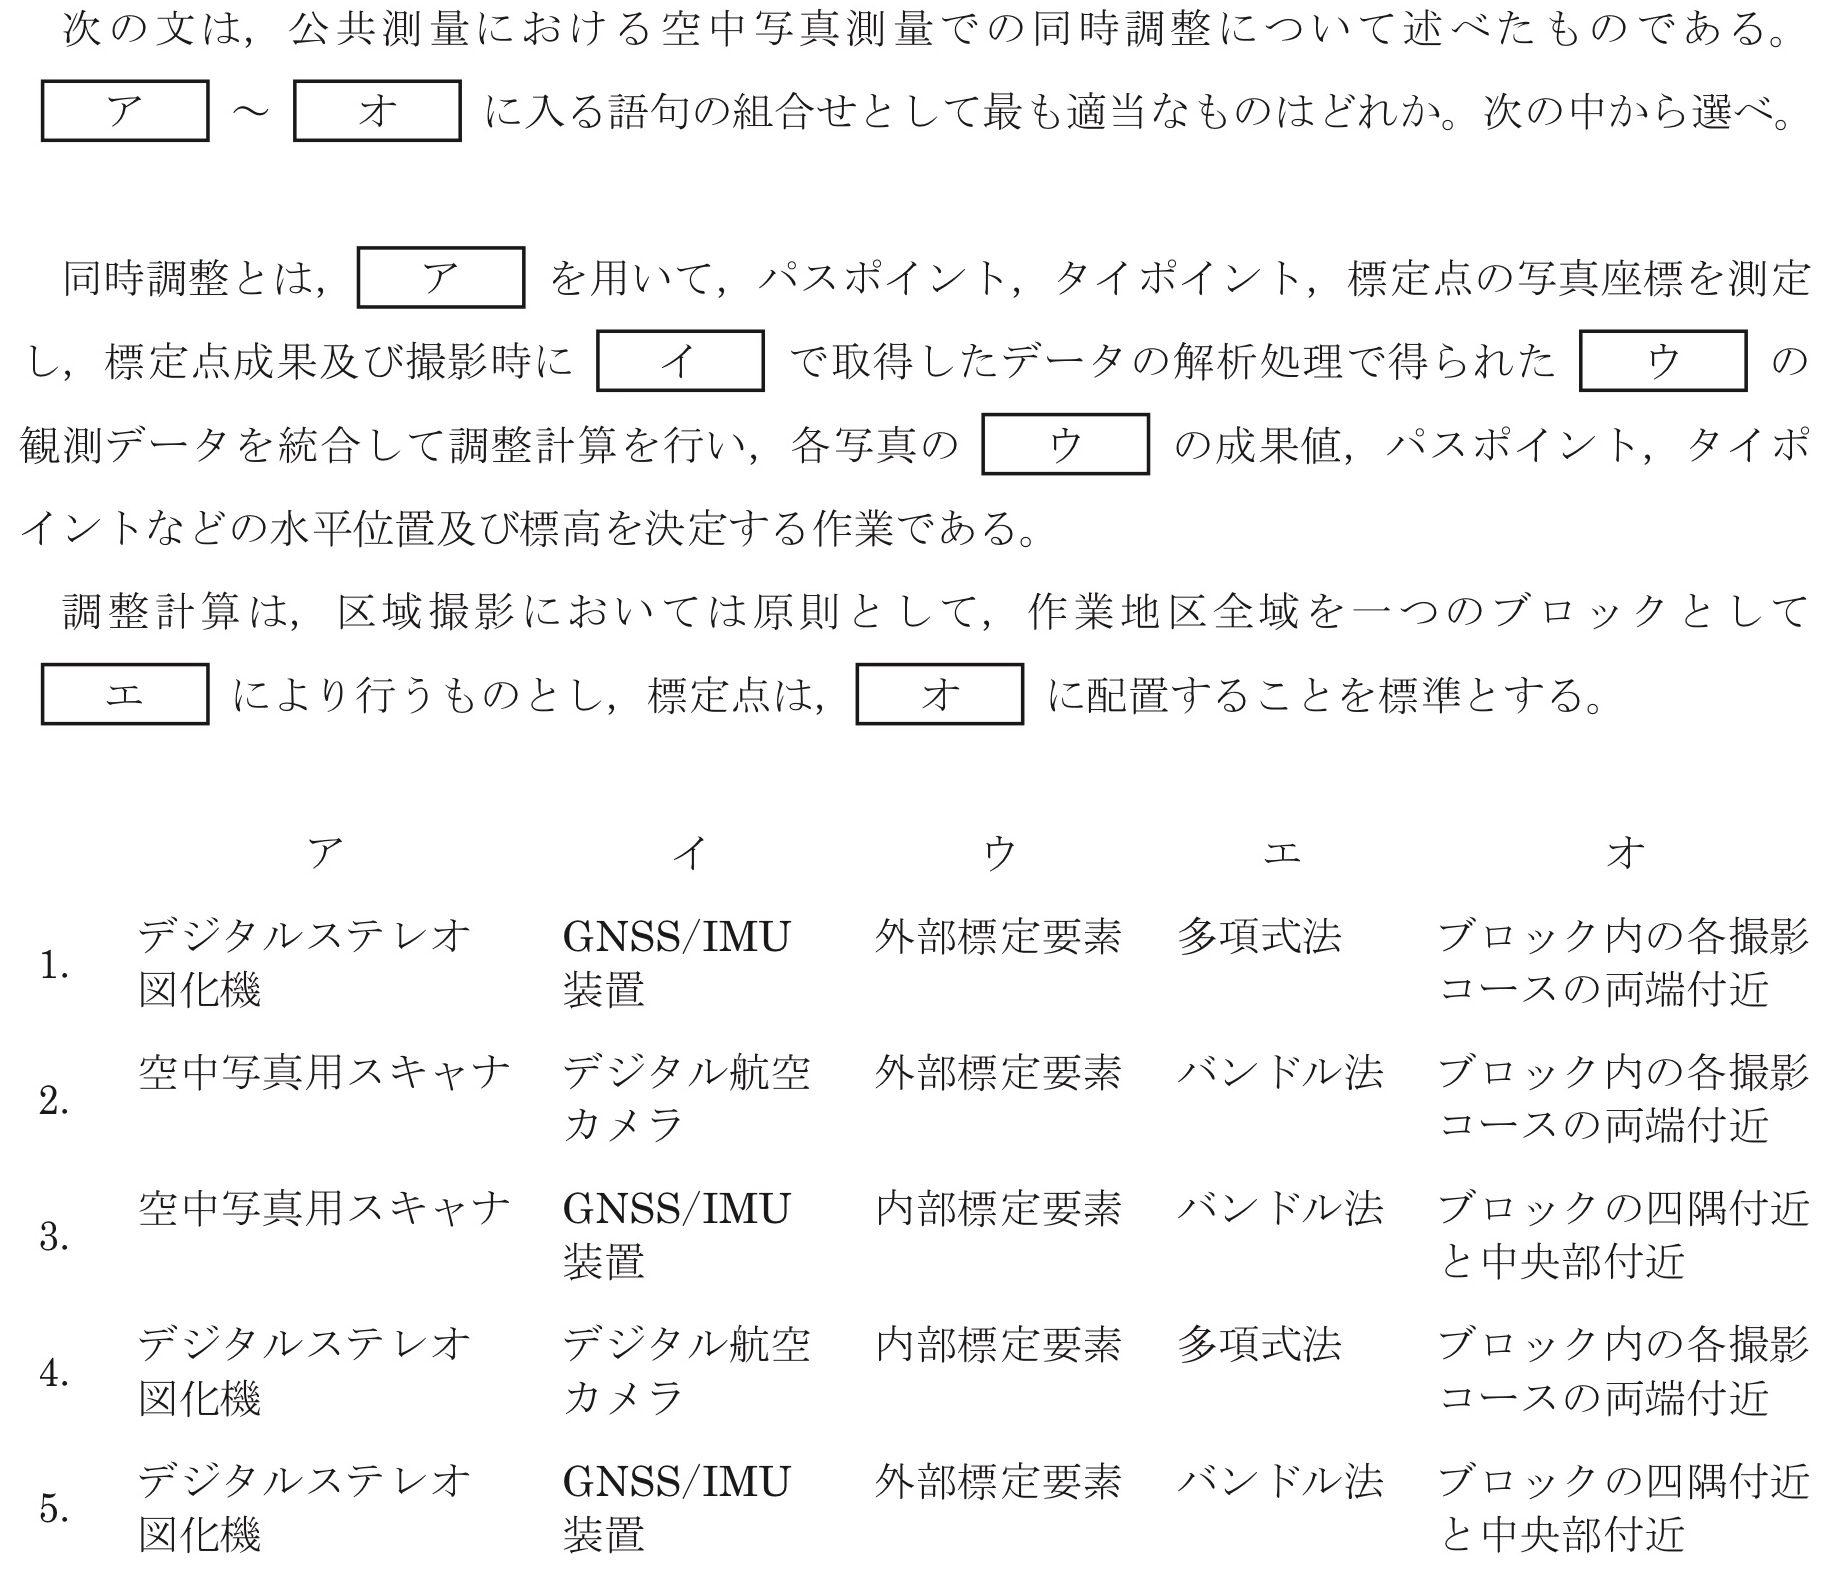 次の文は，公共測量における空中写真測量での同時調整について述べたものである。
ア ～ オ に入る語句の組合せとして最も適当なものはどれか。次の中から選べ。
同時調整とは， ア を用いて，パスポイント，タイポイント，標定点の写真座標を測定
し，標定点成果及び撮影時に イ で取得したデータの解析処理で得られた ウ の
観測データを統合して調整計算を行い，各写真の ウ の成果値，パスポイント，タイポ
イントなどの水平位置及び標高を決定する作業である。
調整計算は，区域撮影においては原則として，作業地区全域を一つのブロックとして
エ により行うものとし，標定点は， オ に配置することを標準とする。
ア イ ウ エ オ
1. デジタルステレオ GNSS/IMU 外部標定要素 多項式法 ブロック内の各撮影
図化機 装置 コースの両端付近
2. 空中写真用スキャナ デジタル航空 外部標定要素 バンドル法 ブロック内の各撮影
カメラ コースの両端付近
3. 空中写真用スキャナ GNSS/IMU 内部標定要素 バンドル法 ブロックの四隅付近
装置 と中央部付近
4. デジタルステレオ デジタル航空 内部標定要素 多項式法 ブロック内の各撮影
図化機 カメラ コースの両端付近
5. デジタルステレオ GNSS/IMU 外部標定要素 バンドル法 ブロックの四隅付近
図化機 装置 と中央部付近